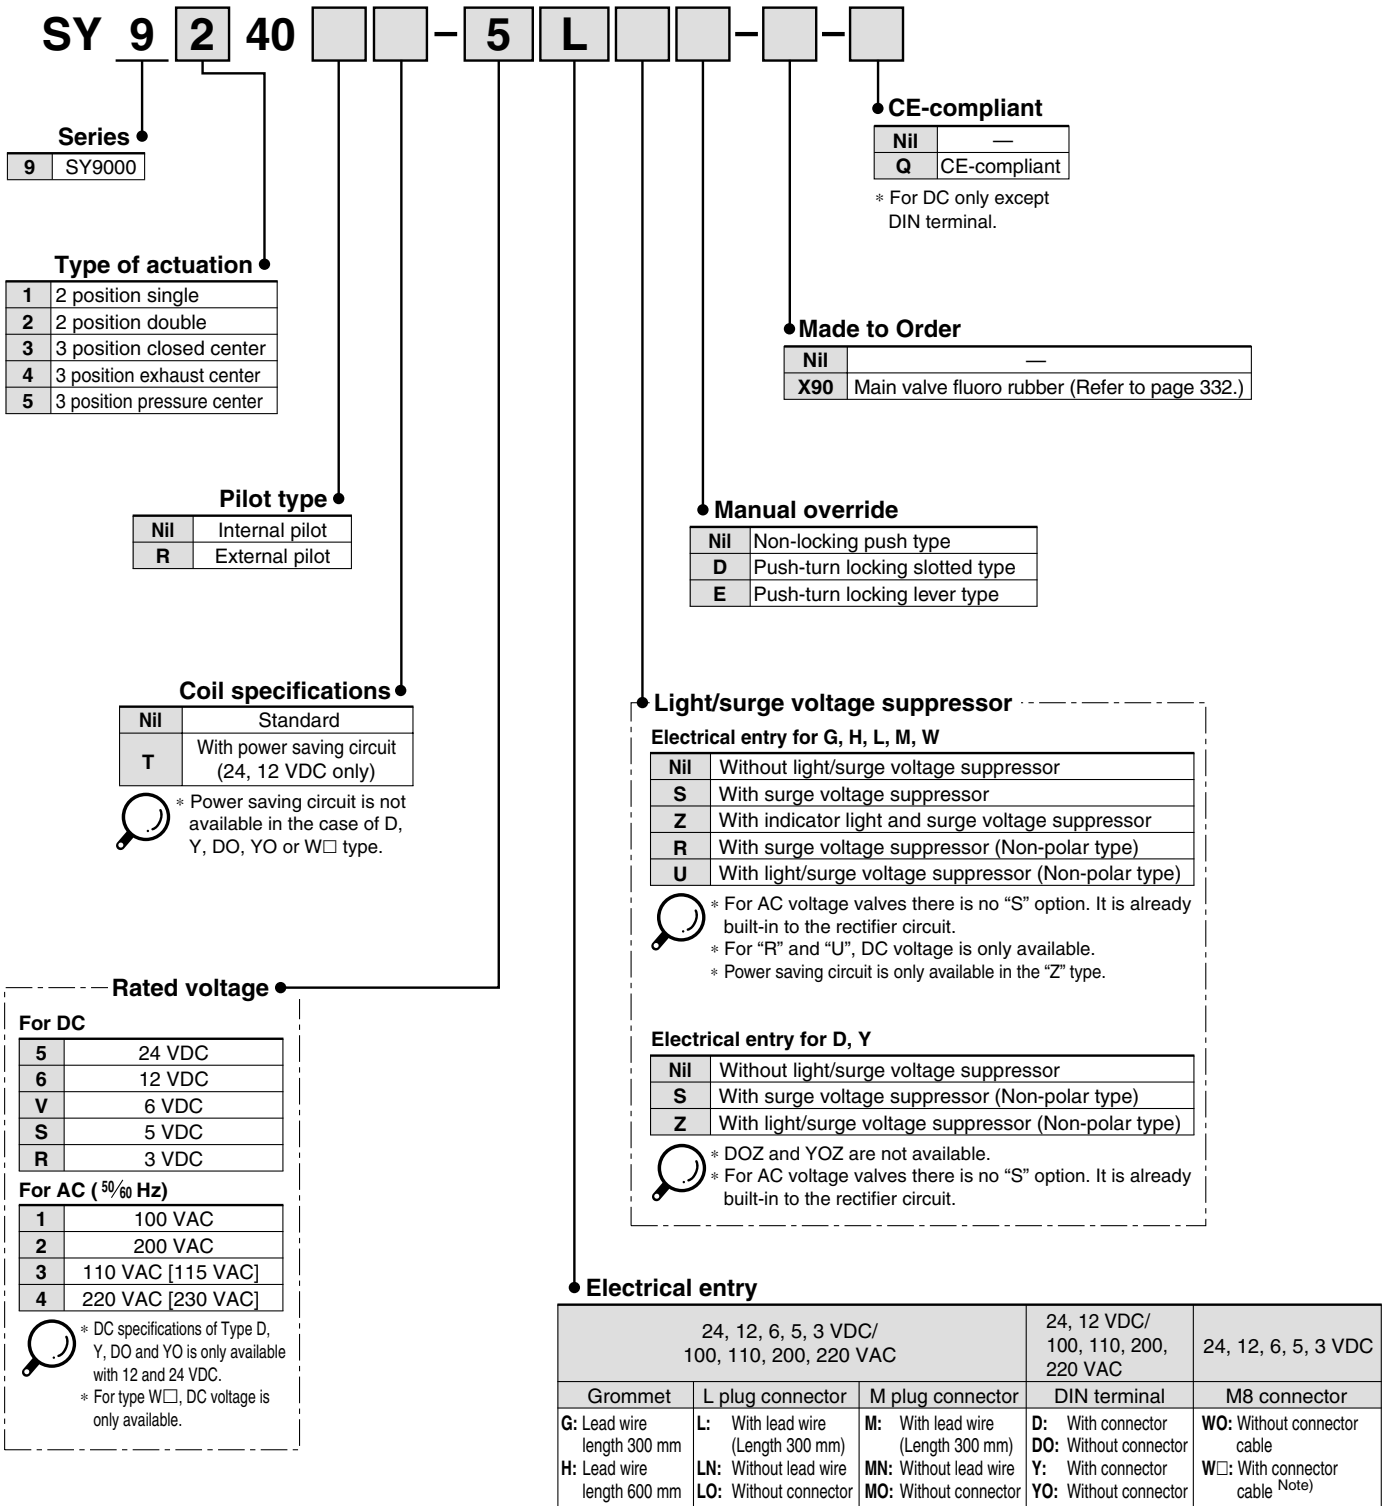 SY 9 2 40 – 5 L – –
CE-compliant
Nil —
Q CE-compliant
* For DC only except
DIN terminal.
Series
9 SY9000
Type of actuation
1 2 position single
2 2 position double
3 3 position closed center
4 3 position exhaust center
5 3 position pressure center
Made to Order
Nil —
X90 Main valve fluoro rubber (Refer to page 332.)
Pilot type
Nil Internal pilot
R External pilot
Manual override
Nil Non-locking push type
D Push-turn locking slotted type
E Push-turn locking lever type
Coil specifications
Nil Standard
T With power saving circuit
(24, 12 VDC only)
* Power saving circuit is not
available in the case of D,
Y, DO, YO or W□ type.
Light/surge voltage suppressor
Electrical entry for G, H, L, M, W
Nil Without light/surge voltage suppressor
S With surge voltage suppressor
Z With indicator light and surge voltage suppressor
R With surge voltage suppressor (Non-polar type)
U With light/surge voltage suppressor (Non-polar type)
* For AC voltage valves there is no “S” option. It is already
built-in to the rectifier circuit.
* For “R” and “U”, DC voltage is only available.
* Power saving circuit is only available in the “Z” type.
Electrical entry for D, Y
Nil Without light/surge voltage suppressor
S With surge voltage suppressor (Non-polar type)
Z With light/surge voltage suppressor (Non-polar type)
* DOZ and YOZ are not available.
* For AC voltage valves there is no “S” option. It is already
built-in to the rectifier circuit.
Rated voltage
For DC
5 24 VDC
6 12 VDC
V 6 VDC
S 5 VDC
R 3 VDC
For AC (50/60 Hz)
1 100 VAC
2 200 VAC
3 110 VAC [115 VAC]
4 220 VAC [230 VAC]
* DC specifications of Type D,
Y, DO and YO is only available
with 12 and 24 VDC.
* For type W□, DC voltage is
only available.
Electrical entry
24, 12, 6, 5, 3 VDC/
100, 110, 200, 220 VAC
24, 12 VDC/
100, 110, 200,
220 VAC
24, 12, 6, 5, 3 VDC
Grommet L plug connector M plug connector DIN terminal M8 connector
G: Lead wire
length 300 mm
H: Lead wire
length 600 mm
L: With lead wire
(Length 300 mm)
LN: Without lead wire
LO: Without connector
M: With lead wire
(Length 300 mm)
MN: Without lead wire
MO: Without connector
D: With connector
DO: Without connector
Y: With connector
YO: Without connector
WO: Without connector
cable
W□: With connector
cable Note)